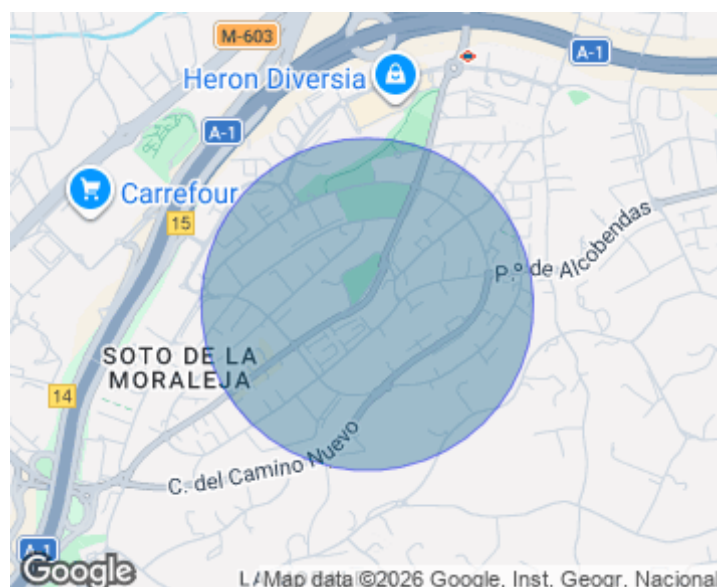 M-603
A-1
Heron Diversia
A-1
Carrefour
15
P.º de Alcobendas
SOTO DE LA
MORALEJA
14
C. del Camino Nuevo
A-1
Google
Map data ©2026 Google, Inst. Geogr. Nacional